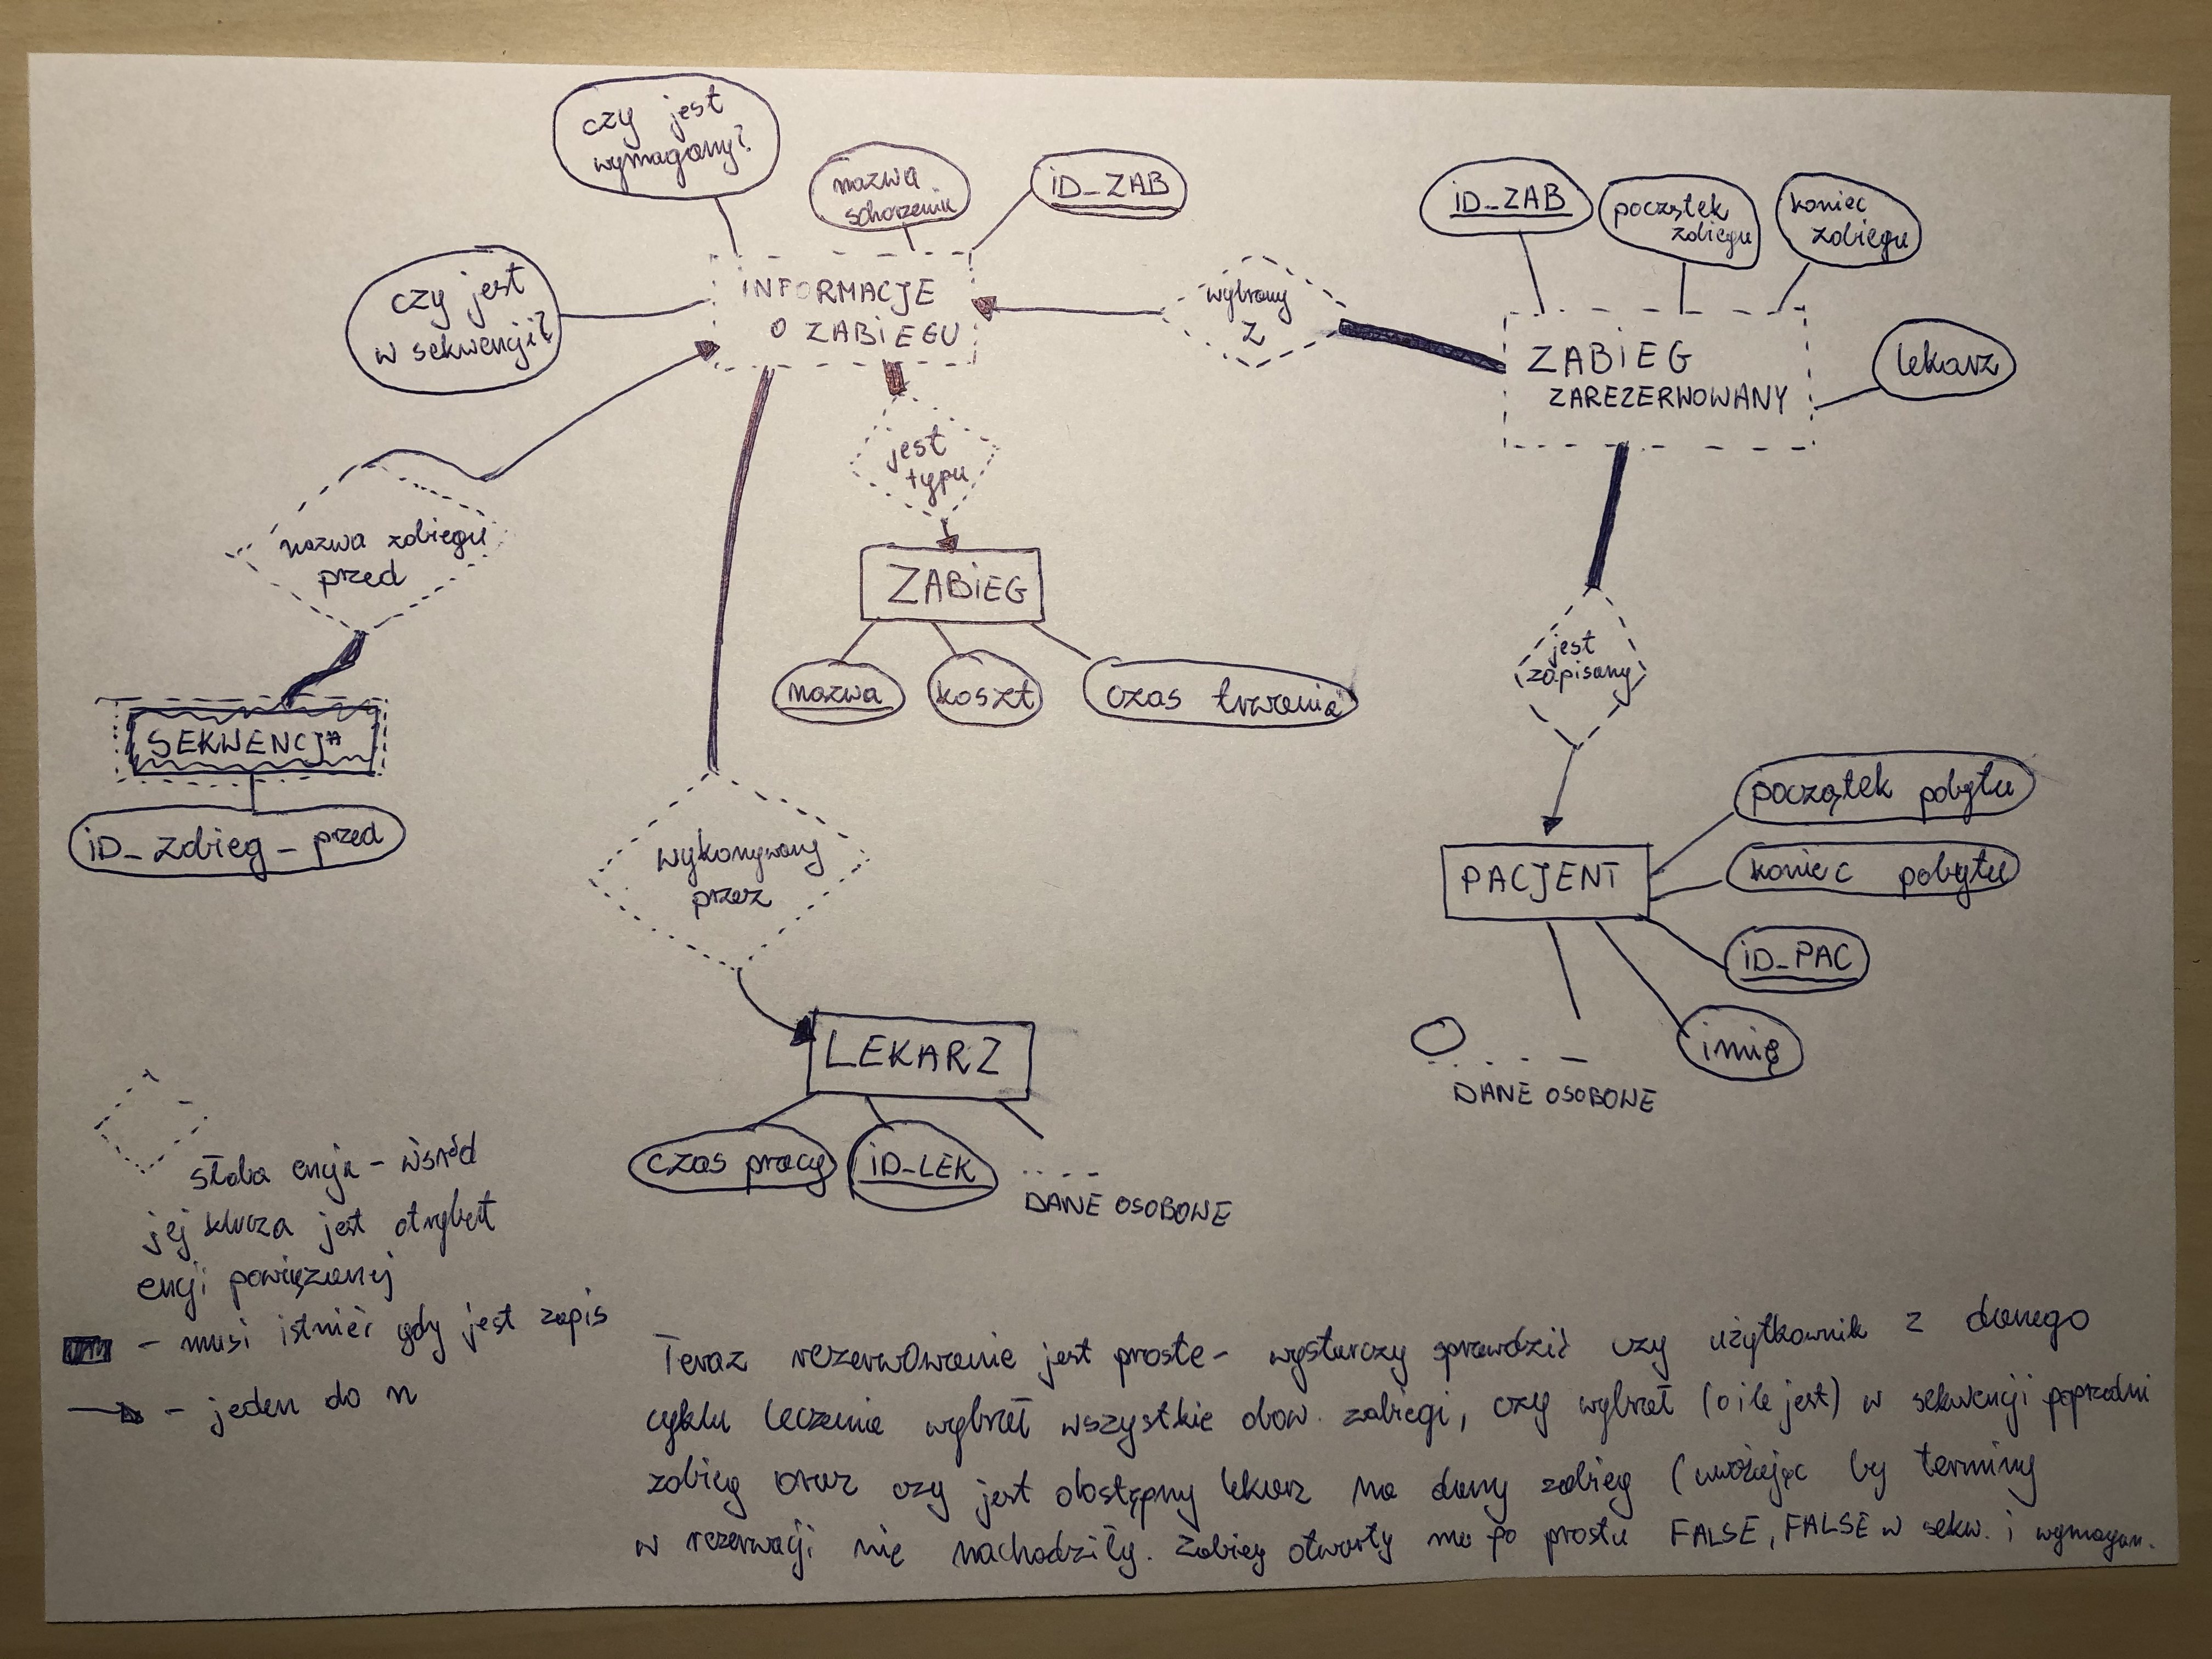 czy jest
wymagany?
nazwa
schorzenia
ID_ZAB
czy jest
w sekwencji?
INFORMACJE
O ZABIEGU
wybrany
z
ID_ZAB
początek
zabiegu
koniec
zabiegu
ZABIEG
ZAREZERWOWANY
lekarz
jest
typu
nazwa zabiegu
przed
ZABIEG
nazwa
koszt
czas trwania
jest
zapisany
SEKWENCJA
ID_zabieg_przed
wykonywany
przez
PACJENT
początek pobytu
koniec pobytu
ID_PAC
imię
DANE OSOBOWE
LEKARZ
czas pracy
ID_LEK
DANE OSOBOWE
słaba encja - wśród
jej klucza jest atrybut
encji powiązanej
- musi istnieć gdy jest zapis
- jeden do n
Teraz rezerwowanie jest proste - wystarczy sprawdzić czy użytkownik z danego
cyklu leczenia wybrał wszystkie obow. zabiegi, czy wybrał (o ile jest) w sekwencji poprzedni
zabieg oraz czy jest dostępny lekarz na dany zabieg (uważając by terminy
w rezerwacji nie nachodziły. Zabieg otwarty ma po prostu FALSE, FALSE w sekw. i wymagan.